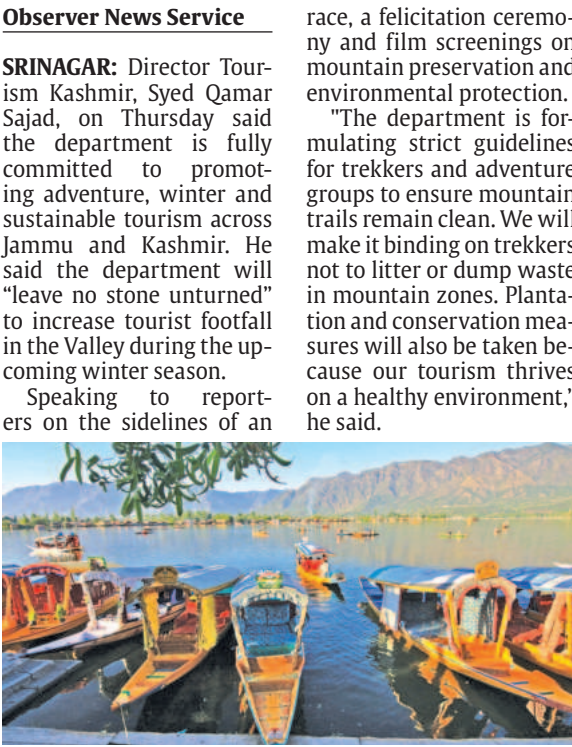 Observer News Service
SRINAGAR: Director Tour-
ism Kashmir, Syed Qamar
Sajad, on Thursday said
the department is fully
committed to promot-
ing adventure, winter and
sustainable tourism across
Jammu and Kashmir. He
said the department will
“leave no stone unturned”
to increase tourist footfall
in the Valley during the up-
coming winter season.
Speaking to report-
ers on the sidelines of an
race, a felicitation ceremo-
ny and film screenings on
mountain preservation and
environmental protection.
"The department is for-
mulating strict guidelines
for trekkers and adventure
groups to ensure mountain
trails remain clean. We will
make it binding on trekkers
not to litter or dump waste
in mountain zones. Planta-
tion and conservation mea-
sures will also be taken be-
cause our tourism thrives
on a healthy environment,"
he said.